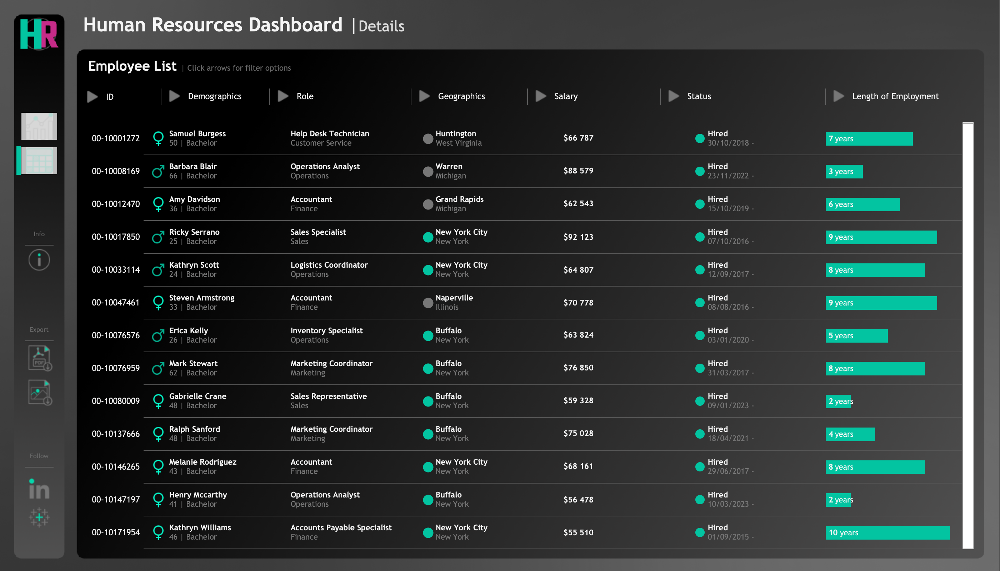 HR
Human Resources Dashboard | Details
Employee List | Click arrows for filter options
ID Demographics Role Geographics Salary Status Length of Employment
00-10001272 Samuel Burgess Help Desk Technician Huntington $66 787 Hired 7 years
50 | Bachelor Customer Service West Virginia 30/10/2018 -
00-10008169 Barbara Blair Operations Analyst Warren $88 579 Hired 3 years
66 | Bachelor Operations Michigan 23/11/2022 -
00-10012470 Amy Davidson Accountant Grand Rapids $62 543 Hired 6 years
36 | Bachelor Finance Michigan 15/10/2019 -
00-10017850 Ricky Serrano Sales Specialist New York City $92 123 Hired 9 years
25 | Bachelor Sales New York 07/10/2016 -
00-10033114 Kathryn Scott Logistics Coordinator New York City $64 807 Hired 8 years
24 | Bachelor Operations New York 12/09/2017 -
00-10047461 Steven Armstrong Accountant Naperville $70 778 Hired 9 years
33 | Bachelor Finance Illinois 08/08/2016 -
00-10076576 Erica Kelly Inventory Specialist Buffalo $63 824 Hired 5 years
26 | Bachelor Operations New York 03/01/2020 -
00-10076959 Mark Stewart Marketing Coordinator Buffalo $76 850 Hired 8 years
62 | Bachelor Marketing New York 31/03/2017 -
00-10080009 Gabrielle Crane Sales Representative Buffalo $59 328 Hired 2 years
48 | Bachelor Sales New York 09/01/2023 -
00-10137666 Ralph Sanford Marketing Coordinator Buffalo $75 028 Hired 4 years
48 | Bachelor Marketing New York 18/04/2021 -
00-10146265 Melanie Rodriguez Accountant New York City $68 161 Hired 8 years
43 | Bachelor Finance New York 29/06/2017 -
00-10147197 Henry Mccarthy Operations Analyst Buffalo $56 478 Hired 2 years
41 | Bachelor Operations New York 10/03/2023 -
00-10171954 Kathryn Williams Accounts Payable Specialist New York City $55 510 Hired 10 years
46 | Bachelor Finance New York 01/09/2015 -
Info
i
Export
PDF
Follow
in